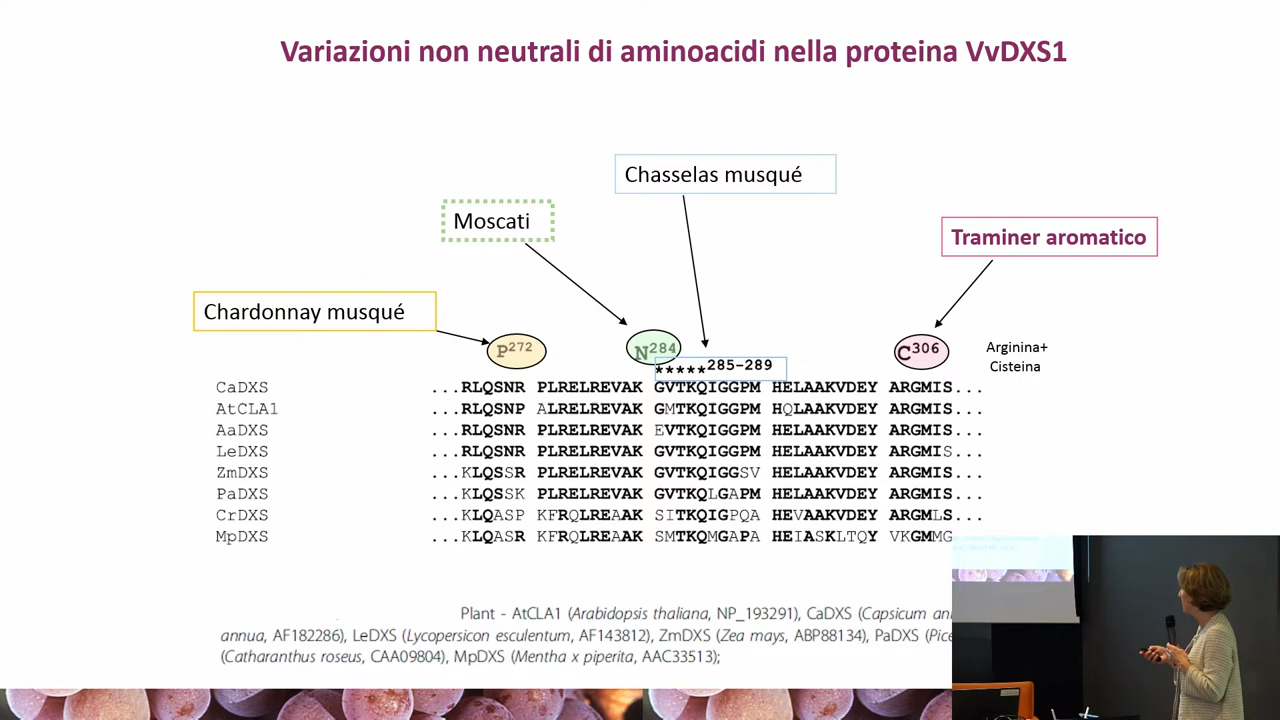 Variazioni non neutrali di aminoacidi nella proteina VvDXS1
Chasselas musqué
Moscati
Traminer aromatico
Chardonnay musqué
P272 N284 C306 Arginina+
*****285-289 Cisteina
CaDXS ...RLQSNR PLRELREVAK GVTKQIGGPM HELAAKVDEY ARGMIS...
AtCLA1 ...RLQSNP ALRELREVAK GMTKQIGGPM HQLAAKVDEY ARGMIS...
AaDXS ...RLQSNR PLRELREVAK EVTKQIGGPM HELAAKVDEY ARGMIS...
LeDXS ...RLQSNR PLRELREVAK GVTKQIGGPM HELAAKVDEY ARGMIS...
ZmDXS ...KLQSSR PLRELREVAK GVTKQIGGSV HELAAKVDEY ARGMIS...
PaDXS ...KLQSSK PLRELREVAK GVTKQLGAPM HELAAKVDEY ARGMIS...
CrDXS ...KLQASP KFRQLREAAK SITKQIGPQA HEVAAKVDEY ARGMLS...
MpDXS ...KLQASR KFRQLREAAK SMTKQMGAPA HEIASKLTQY VKGMMG
Plant - AtCLA1 (Arabidopsis thaliana, NP_193291), CaDXS (Capsicum
annua, AF182286), LeDXS (Lycopersicon esculentum, AF143812), ZmDXS (Zea mays, ABP88134), PaDXS
(Catharanthus roseus, CAA09804), MpDXS (Mentha x piperita, AAC33513);